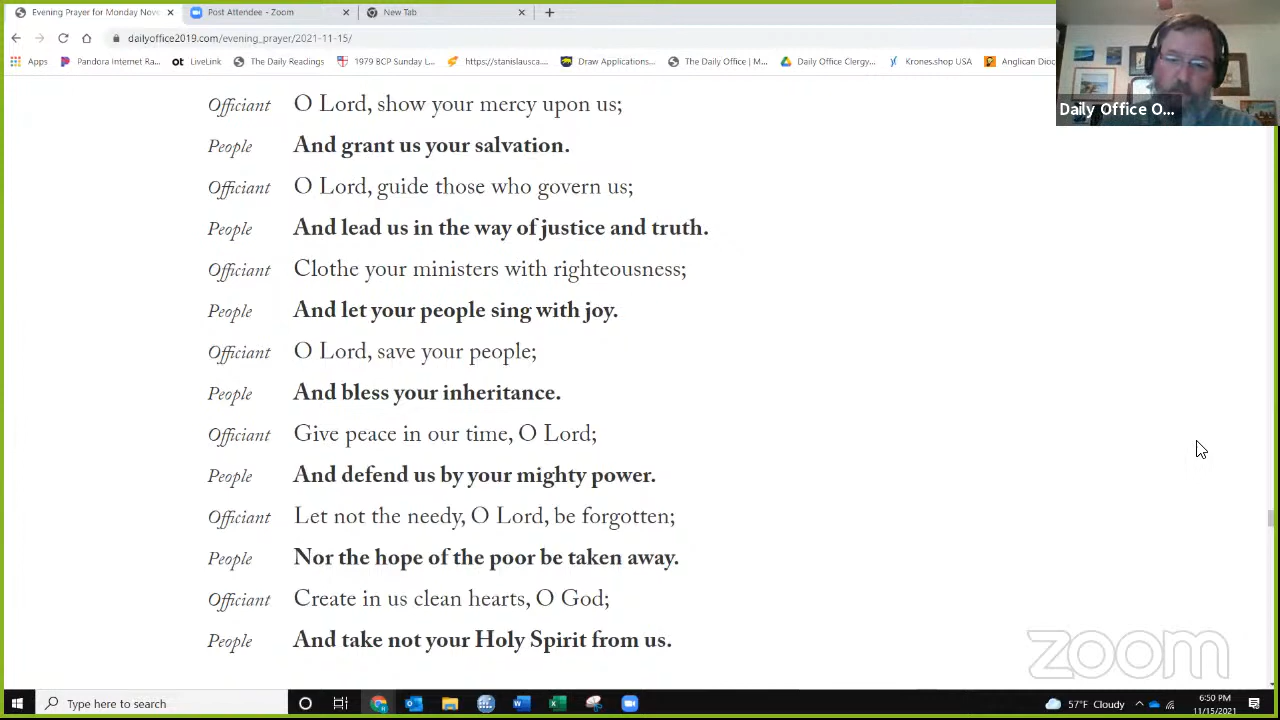 Evening Prayer for Monday Nov
Post Attendee - Zoom
New Tab
dailyoffice2019.com/evening_prayer/2021-11-15/
Apps
Pandora Internet Ra...
LiveLink
The Daily Readings
1979 BCP Sunday L...
https://stanislausca....
Draw Applications...
The Daily Office | M...
Daily Office Clergy...
Krones.shop USA
Anglican Dioc
Daily Office O...
Officiant O Lord, show your mercy upon us;
People And grant us your salvation.
Officiant O Lord, guide those who govern us;
People And lead us in the way of justice and truth.
Officiant Clothe your ministers with righteousness;
People And let your people sing with joy.
Officiant O Lord, save your people;
People And bless your inheritance.
Officiant Give peace in our time, O Lord;
People And defend us by your mighty power.
Officiant Let not the needy, O Lord, be forgotten;
People Nor the hope of the poor be taken away.
Officiant Create in us clean hearts, O God;
People And take not your Holy Spirit from us.
zoom
Type here to search
57°F Cloudy
6:50 PM
11/15/2021